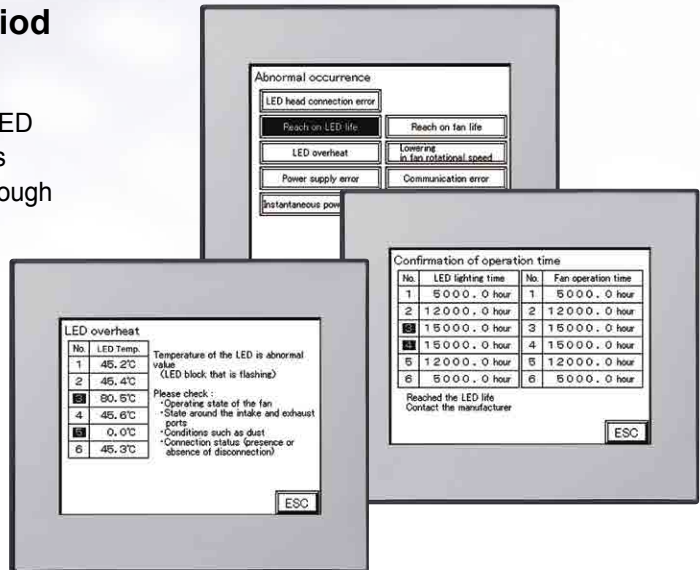 iod
ED
s
ough
Abnormal occurrence
LED head connection error
Reach on LED life Reach on fan life
LED overheat Lowering
in fan rotational speed
Power supply error Communication error
Instantaneous pow
Confirmation of operation time
No. LED lighting time No. Fan operation time
1 5000.0 hour 1 5000.0 hour
2 12000.0 hour 2 12000.0 hour
3 15000.0 hour 3 15000.0 hour
4 15000.0 hour 4 15000.0 hour
5 12000.0 hour 5 12000.0 hour
6 5000.0 hour 6 5000.0 hour
Reached the LED life
Contact the manufacturer
ESC
LED overheat
No. LED Temp.
1 45.2℃
2 45.4℃
3 80.5℃
4 45.6℃
5 0.0℃
6 45.3℃
Temperature of the LED is abnormal
value
(LED block that is flashing)
Please check :
・Operating state of the fan
・State around the intake and exhaust
ports
・Conditions such as dust
・Connection status (presence or
absence of disconnection)
ESC